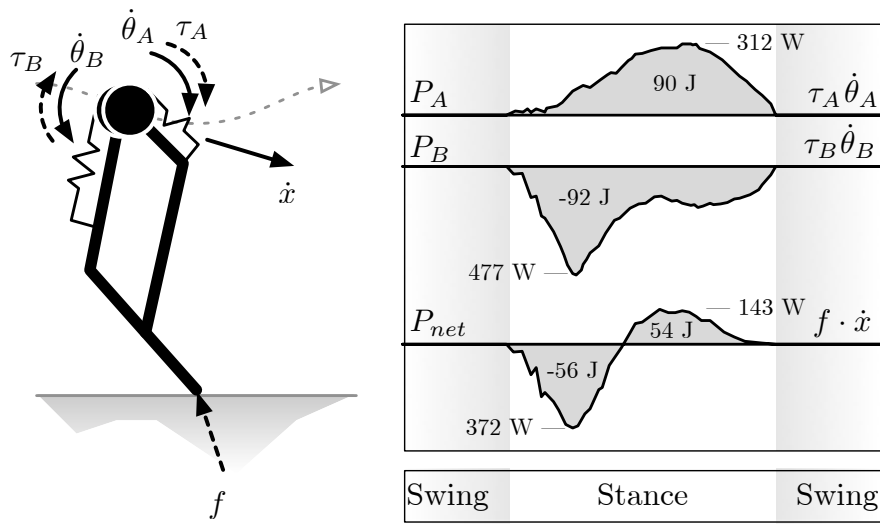 τ_B θ̇_B θ̇_A τ_A
ẋ
f
312 W
90 J
P_A τ_A θ̇_A
P_B τ_B θ̇_B
-92 J
477 W
143 W
P_net f · ẋ
54 J
-56 J
372 W
Swing Stance Swing